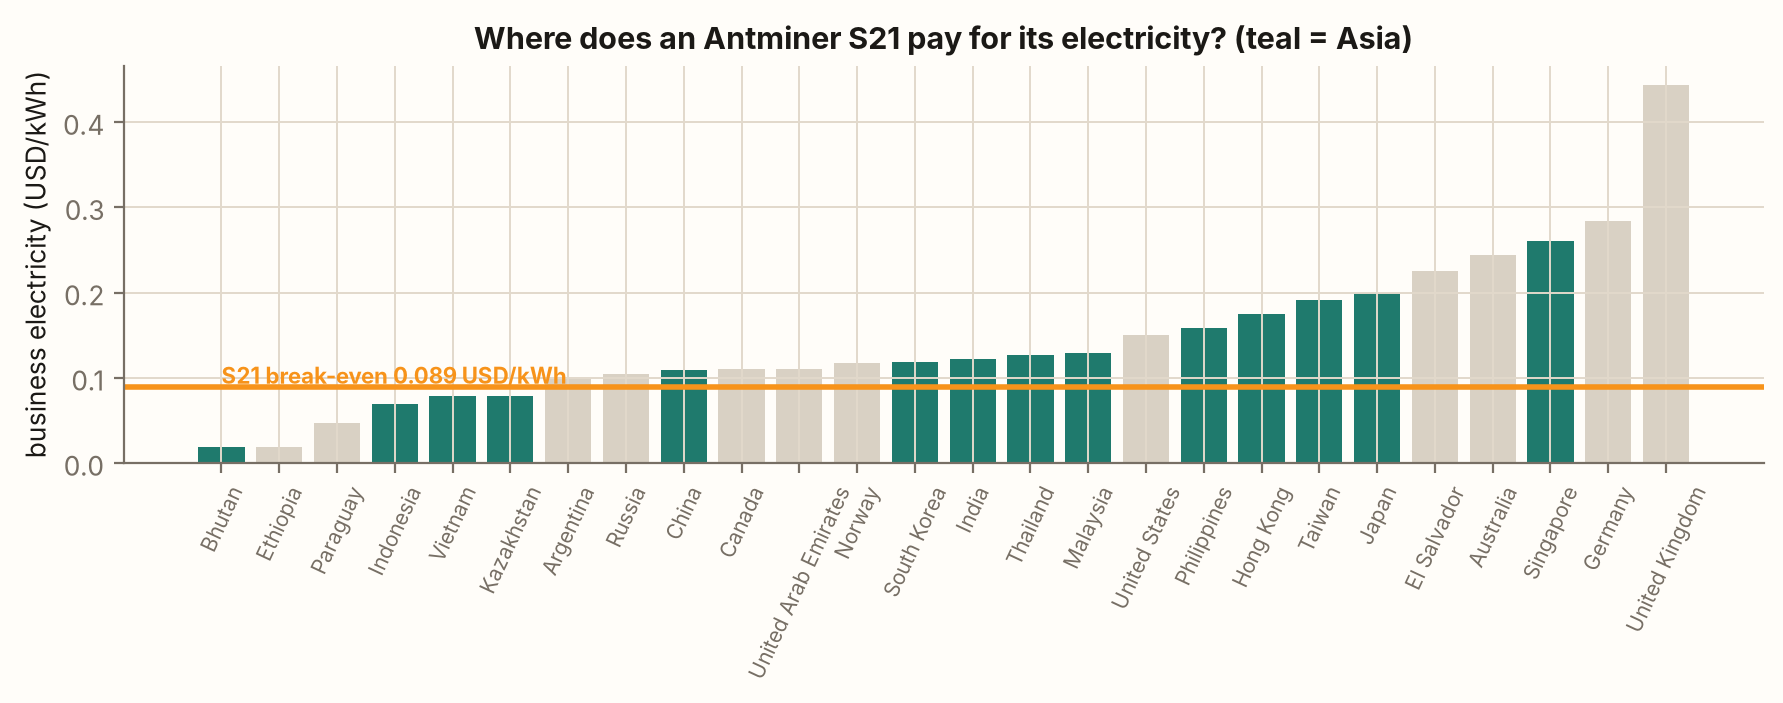 Where does an Antminer S21 pay for its electricity? (teal = Asia)
business electricity (USD/kWh)
0.4
0.3
0.2
0.1
0.0
S21 break-even 0.089 USD/kWh
Bhutan
Ethiopia
Paraguay
Indonesia
Vietnam
Kazakhstan
Argentina
Russia
China
Canada
United Arab Emirates
Norway
South Korea
India
Thailand
Malaysia
United States
Philippines
Hong Kong
Taiwan
Japan
El Salvador
Australia
Singapore
Germany
United Kingdom